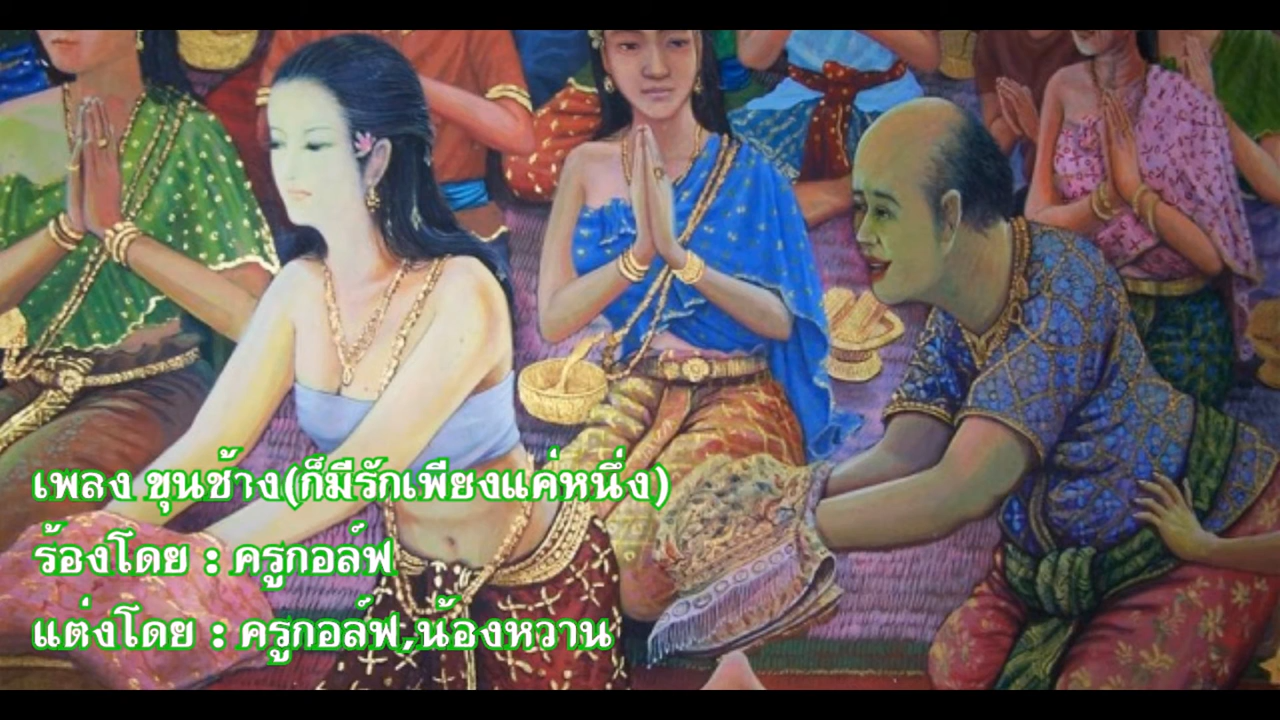 เพลง ขุนช้าง(ก็มีรักเพียงแค่หนึ่ง)
ร้องโดย : ครูกอล์ฟ
แต่งโดย : ครูกอล์ฟ,น้องหวาน